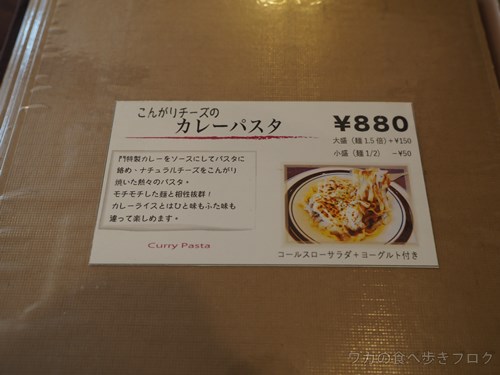 こんがりチーズの
カレーパスタ
¥880
大盛（麺 1.5 倍）+¥150
小盛（麺 1/2） -¥50
門特製カレーをソースにしてパスタに
絡め・ナチュラルチーズをこんがり
焼いた熱々のパスタ・
モチモチした麺と相性抜群！
カレーライスとはひと味もふた味も
違って楽しめます・
Curry Pasta
コールスローサラダ＋ヨーグルト付き
タカの食べ歩きブログ